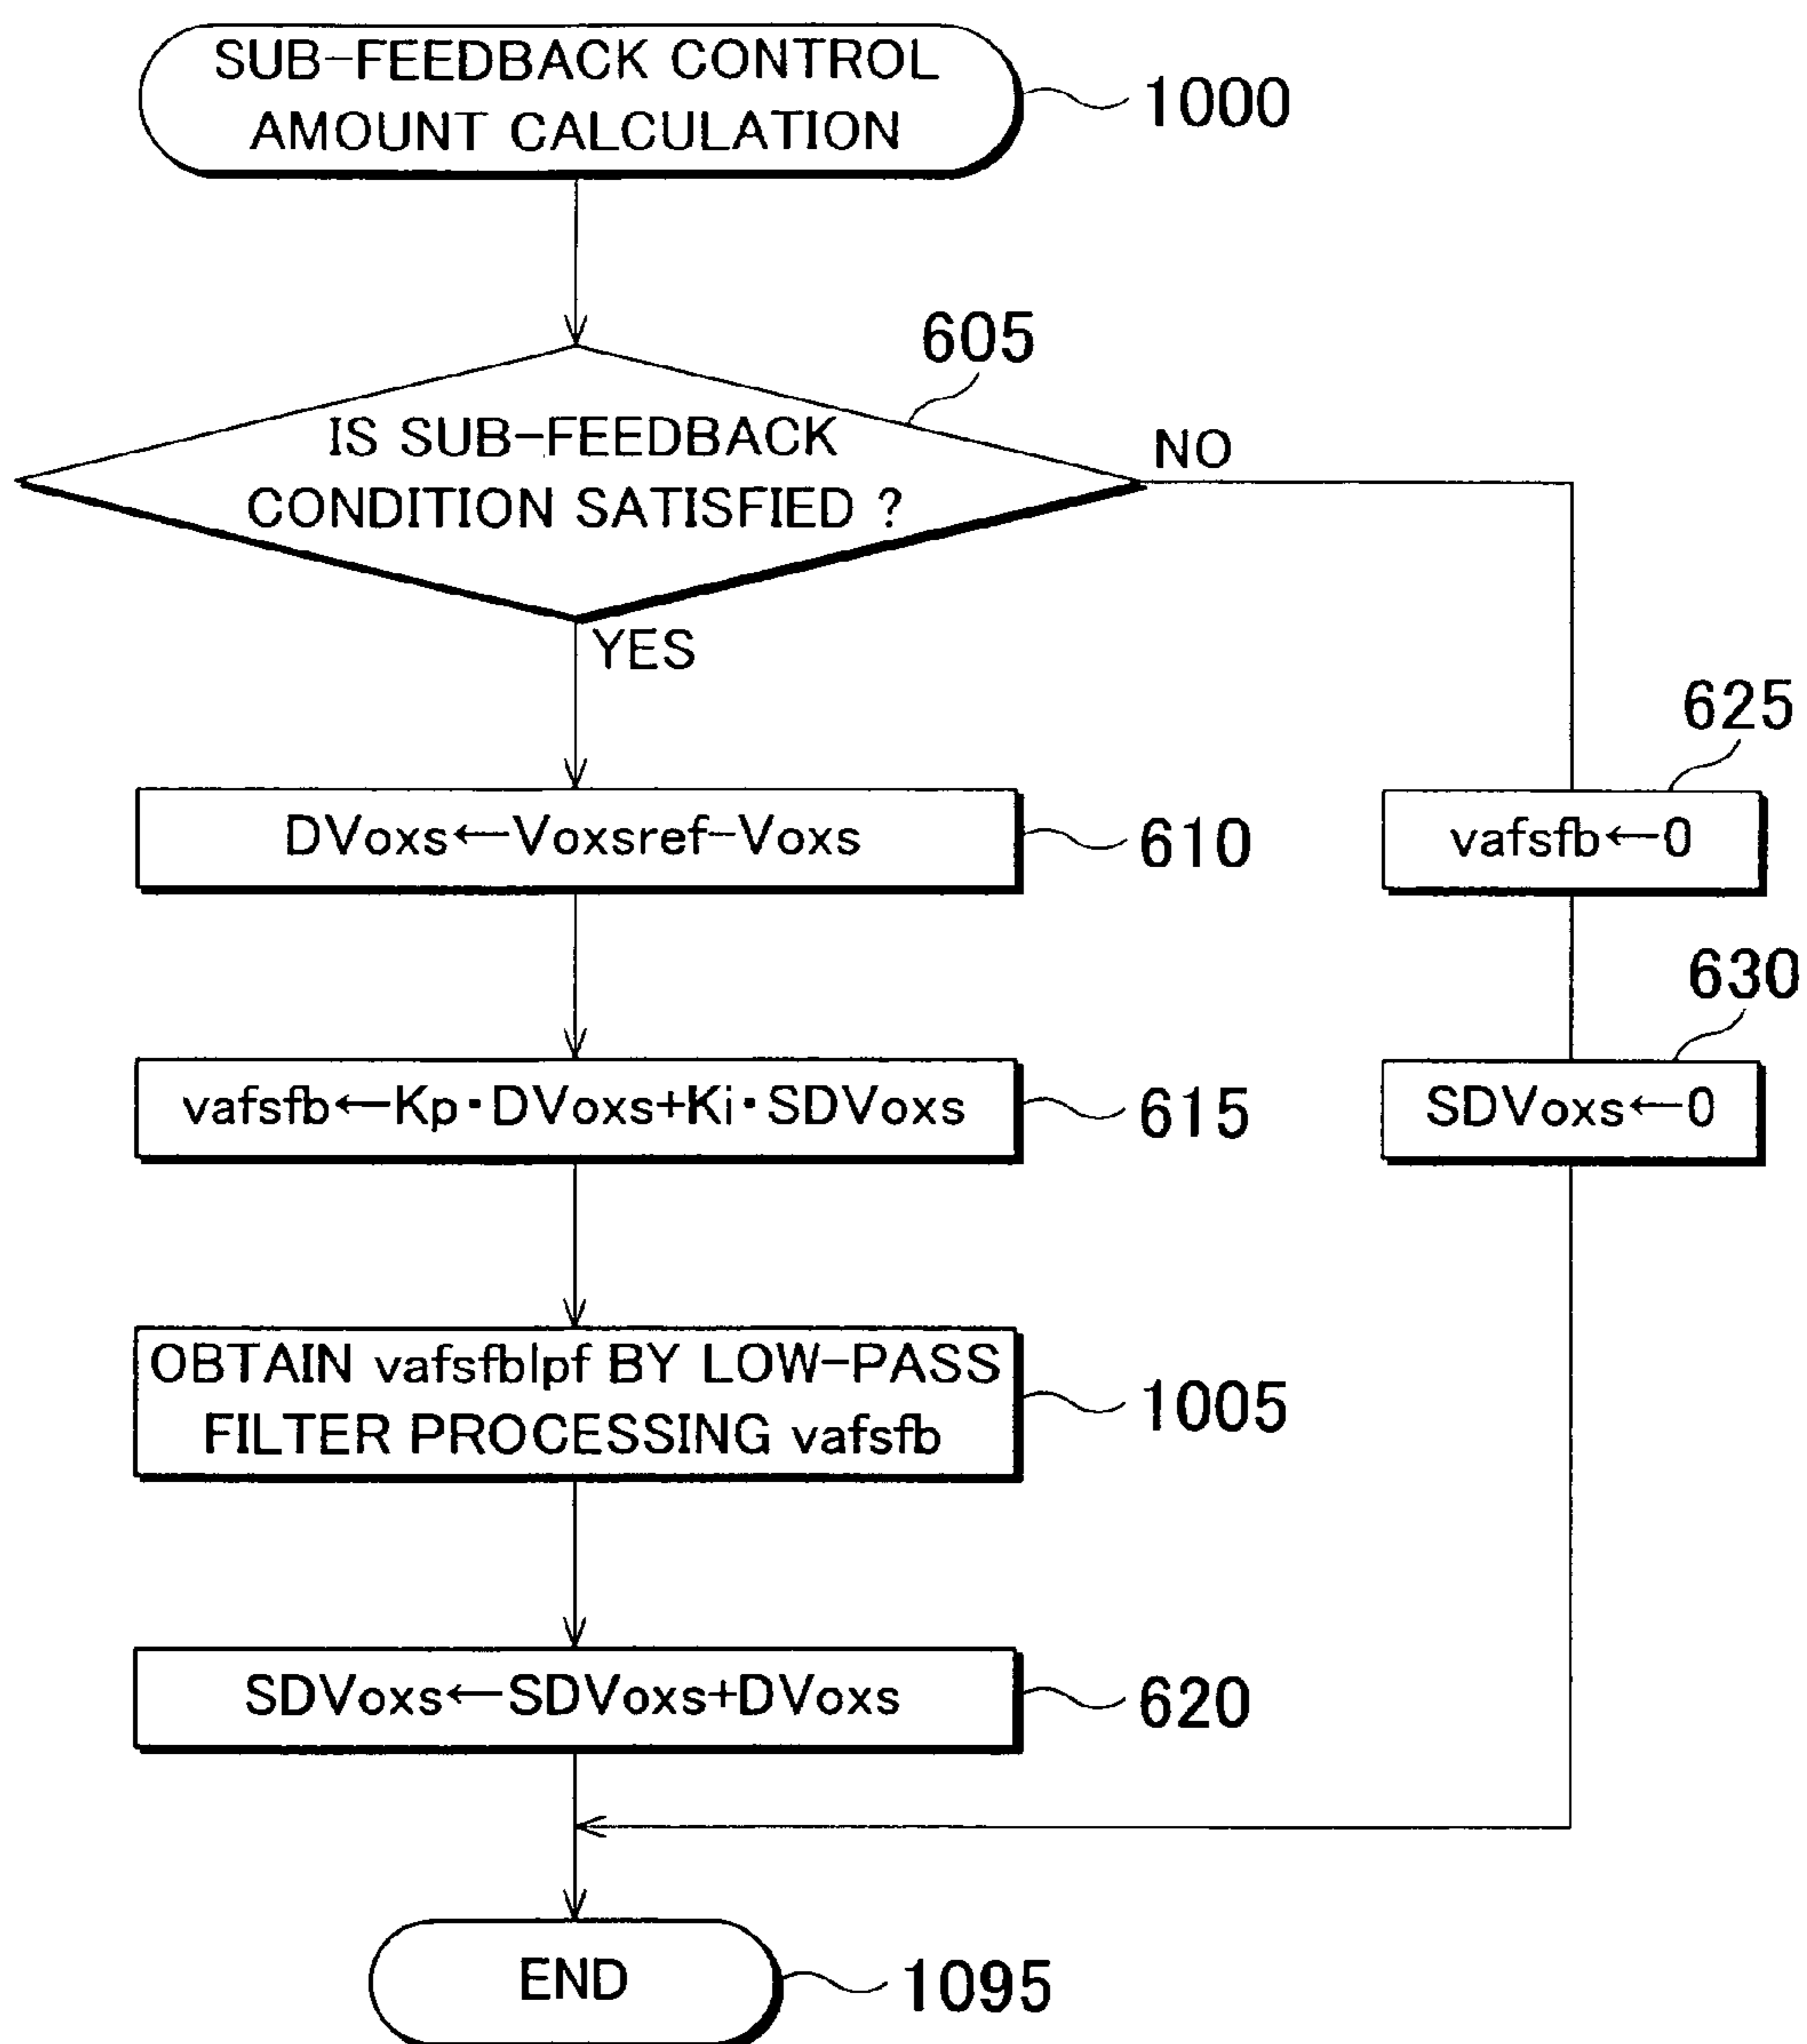 SUB-FEEDBACK CONTROL
AMOUNT CALCULATION
1000
605
IS SUB-FEEDBACK
CONDITION SATISFIED ?
NO
YES
625
DVoxs←Voxsref-Voxs
610
vafsfb←0
630
vafsfb←Kp・DVoxs+Ki・SDVoxs
615
SDVoxs←0
OBTAIN vafsfblpf BY LOW-PASS
FILTER PROCESSING vafsfb
1005
SDVoxs←SDVoxs+DVoxs
620
END
1095